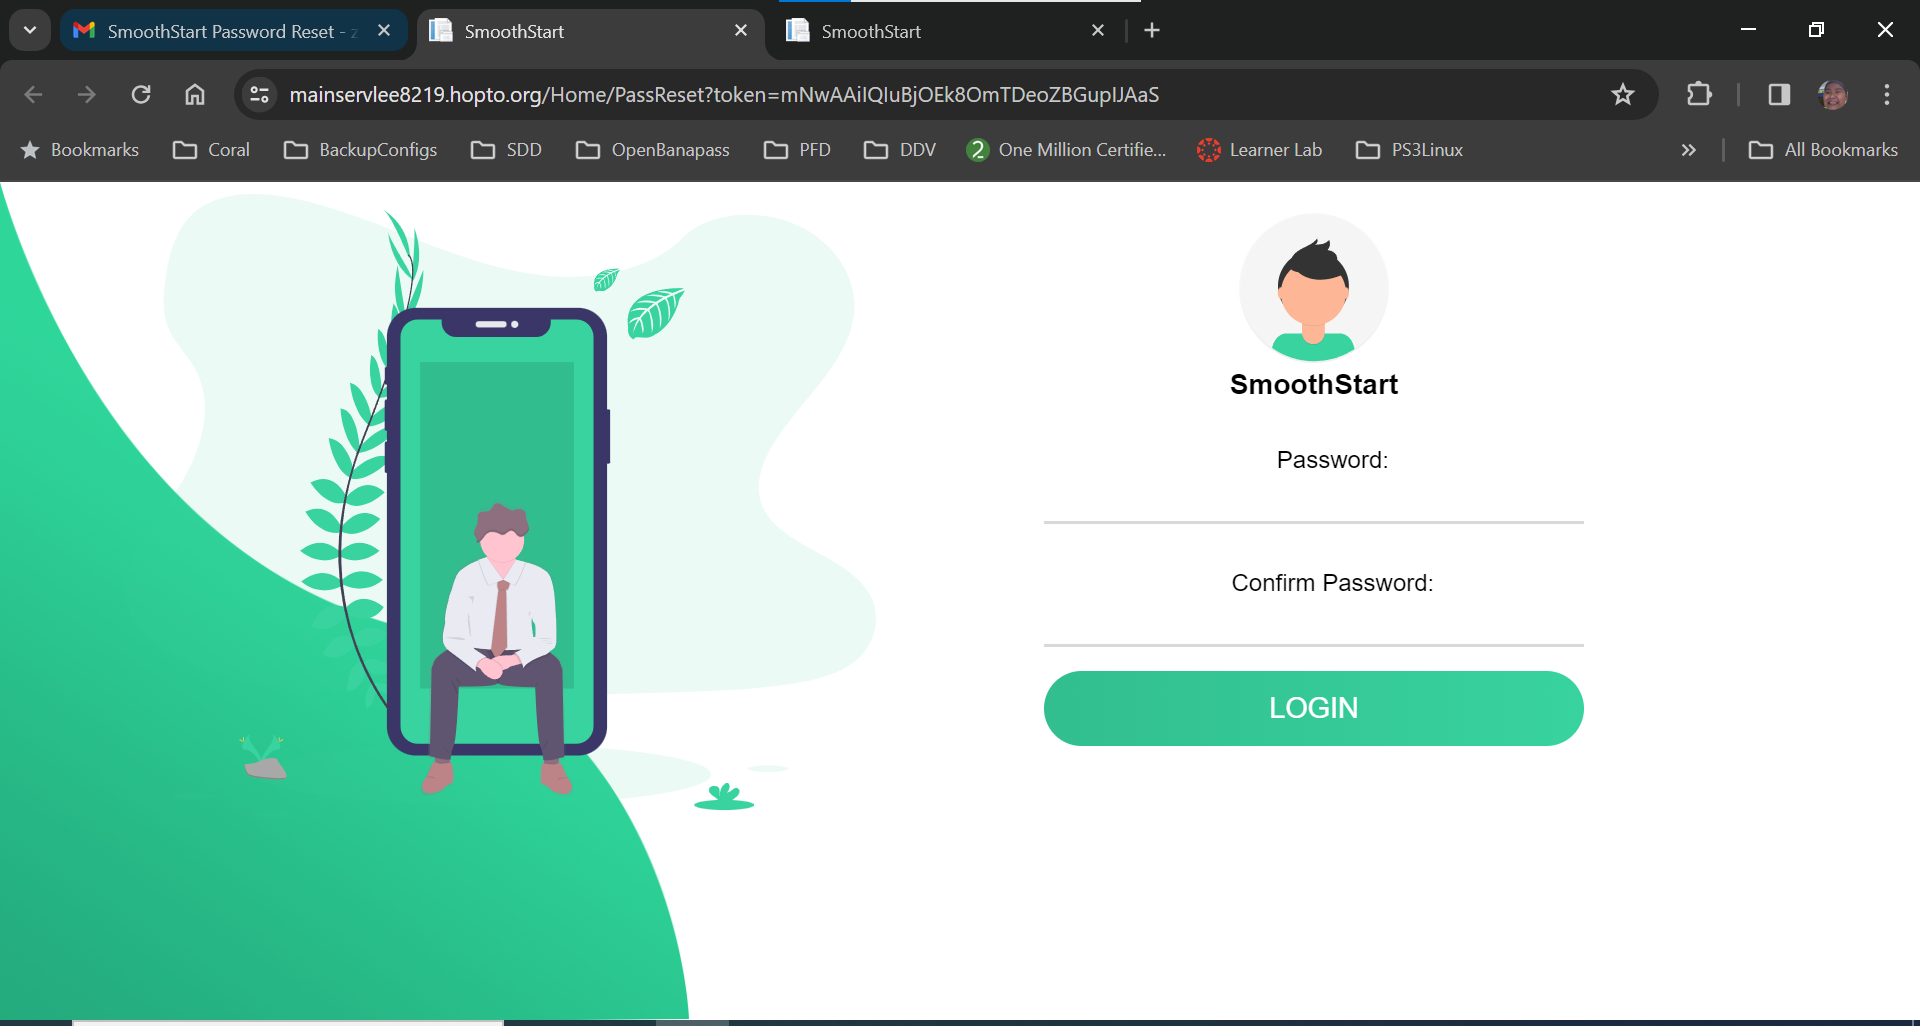 SmoothStart Password Reset - z
SmoothStart
SmoothStart
mainservlee8219.hopto.org/Home/PassReset?token=mNwAAiIQIuBjOEk8OmTDeoZBGupIJAaS
Bookmarks
Coral
BackupConfigs
SDD
OpenBanapass
PFD
DDV
One Million Certifie...
Learner Lab
PS3Linux
All Bookmarks
SmoothStart
Password:
Confirm Password:
LOGIN